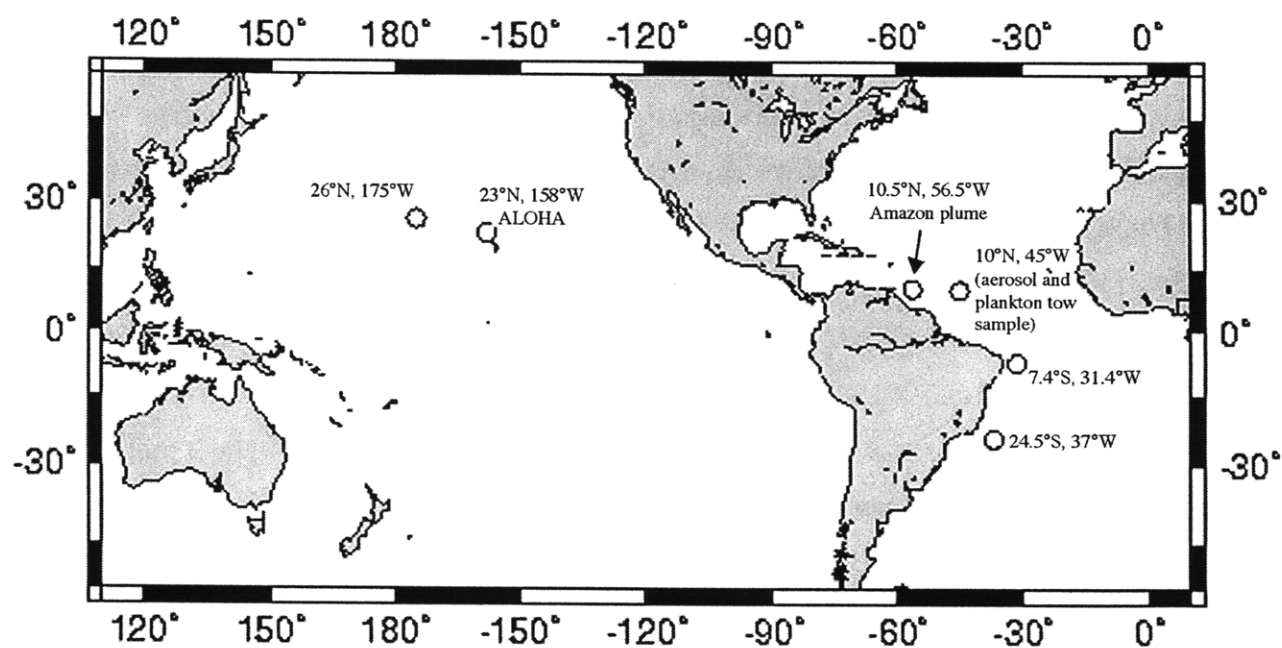 120° 150° 180° -150° -120° -90° -60° -30° 0°
26°N, 175°W
23°N, 158°W
ALOHA
10.5°N, 56.5°W
Amazon plume
30° 30°
10°N, 45°W
(aerosol and
plankton tow
sample)
0° 0°
7.4°S, 31.4°W
24.5°S, 37°W
-30° -30°
120° 150° 180° -150° -120° -90° -60° -30° 0°